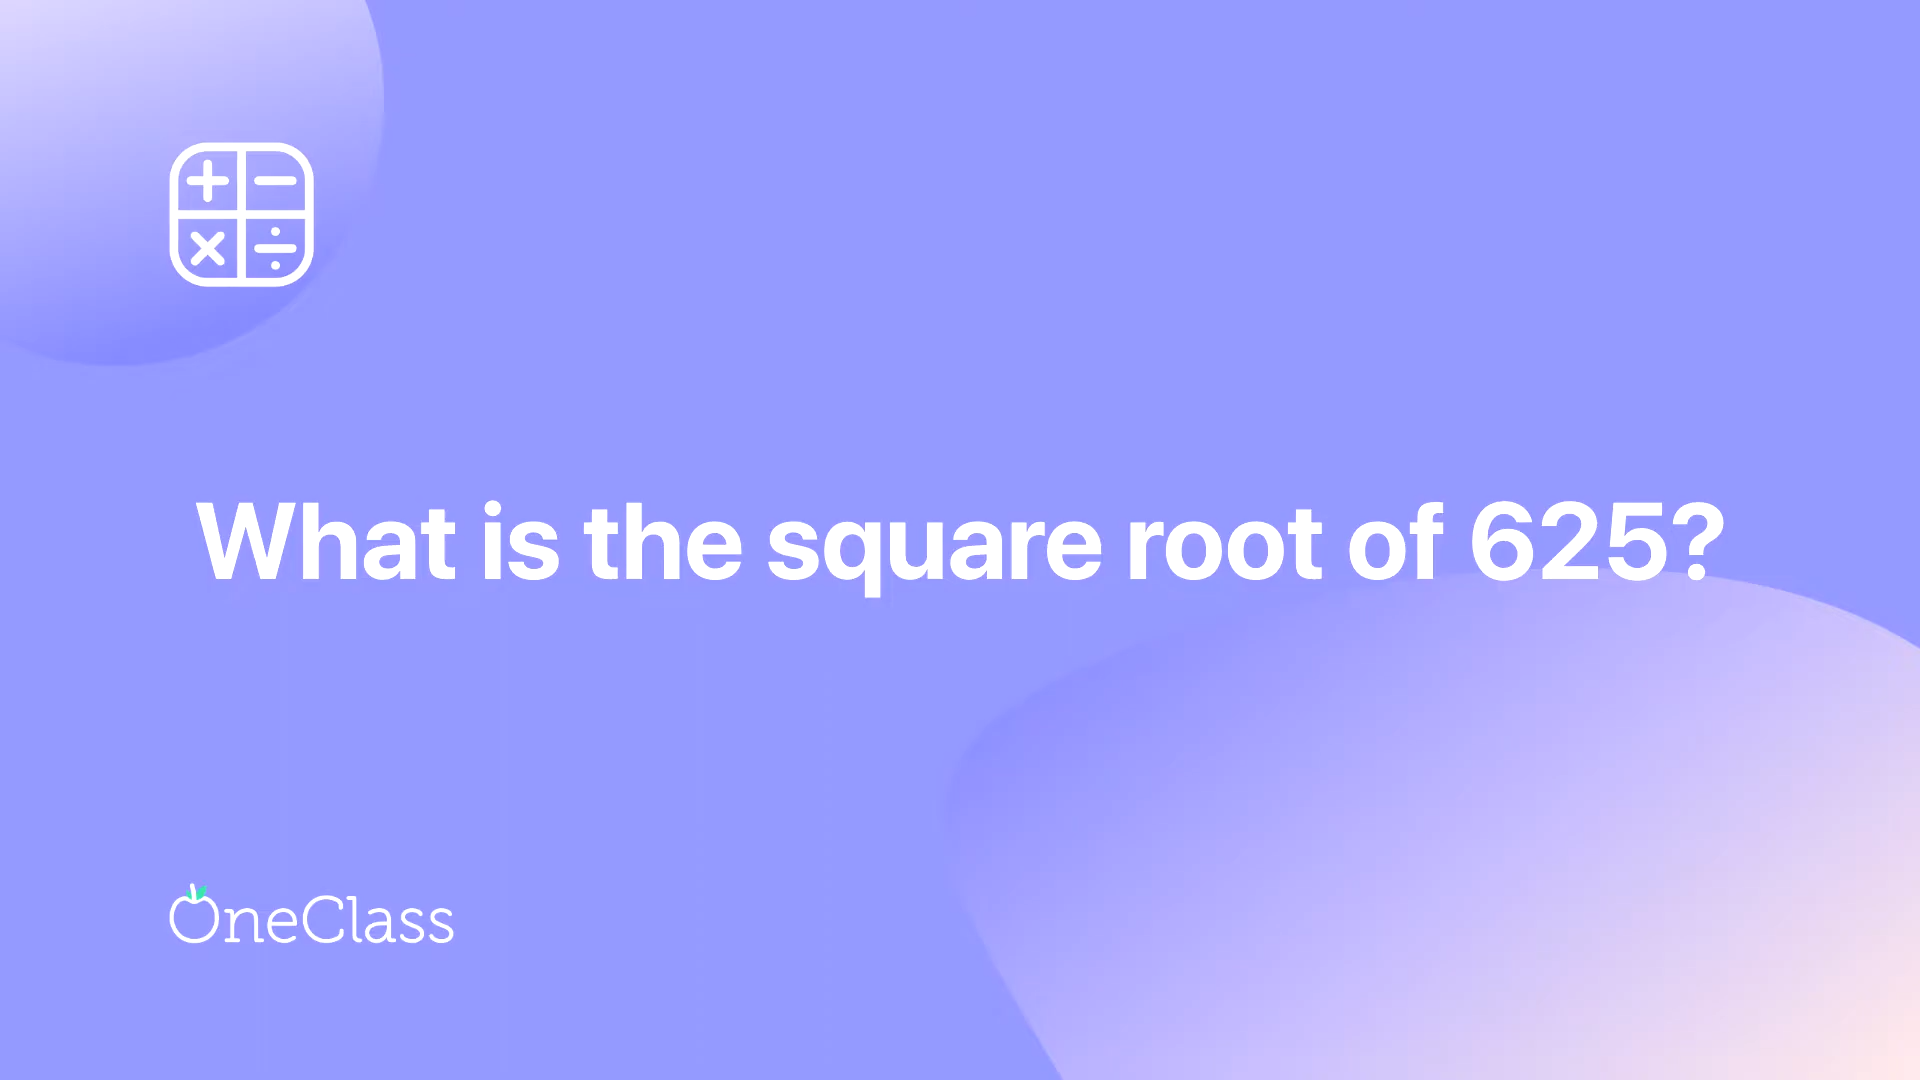 What is the square root of 625?
OneClass